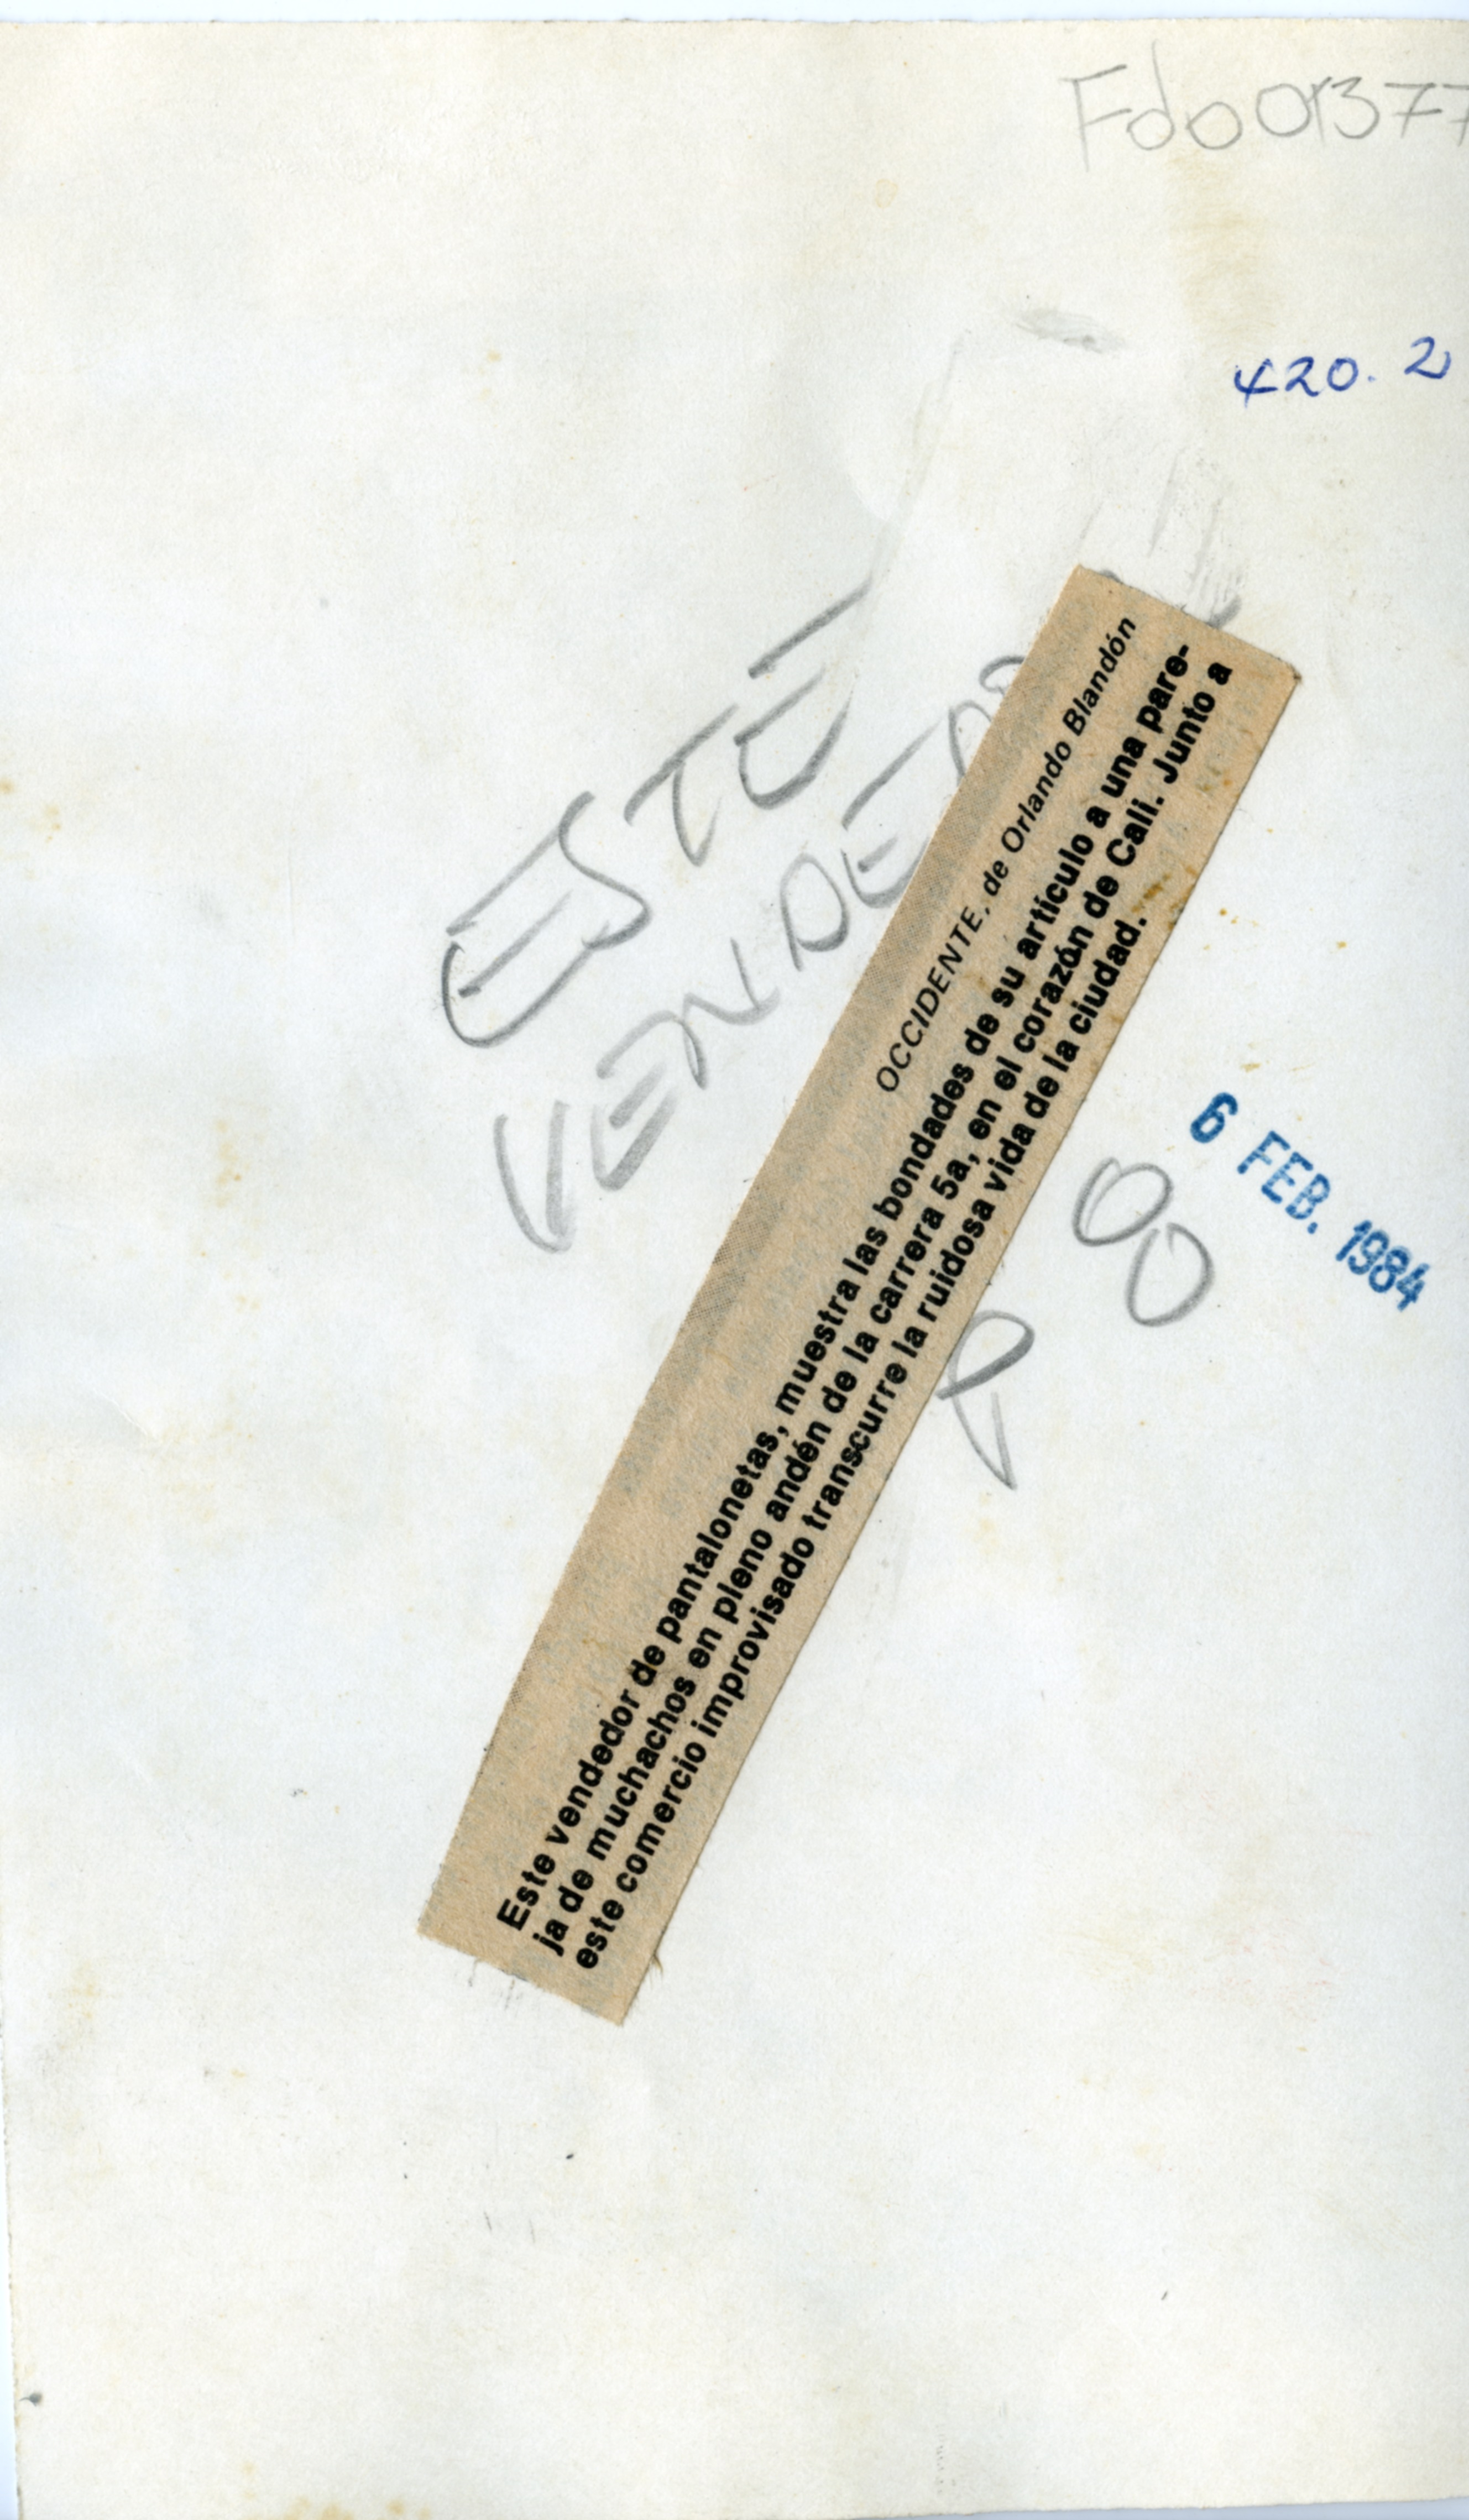 Fdo01377
420.2
ESTE
VENDEDOR
OCCIDENTE, de Orlando Blandón
Este vendedor de pantalonetas, muestra las bondades de su artículo a una pare-
ja de muchachos en pleno andén de la carrera 5a, en el corazón de Cali. Junto a
este comercio improvisado transcurre la ruidosa vida de la ciudad.
6 FEB. 1984